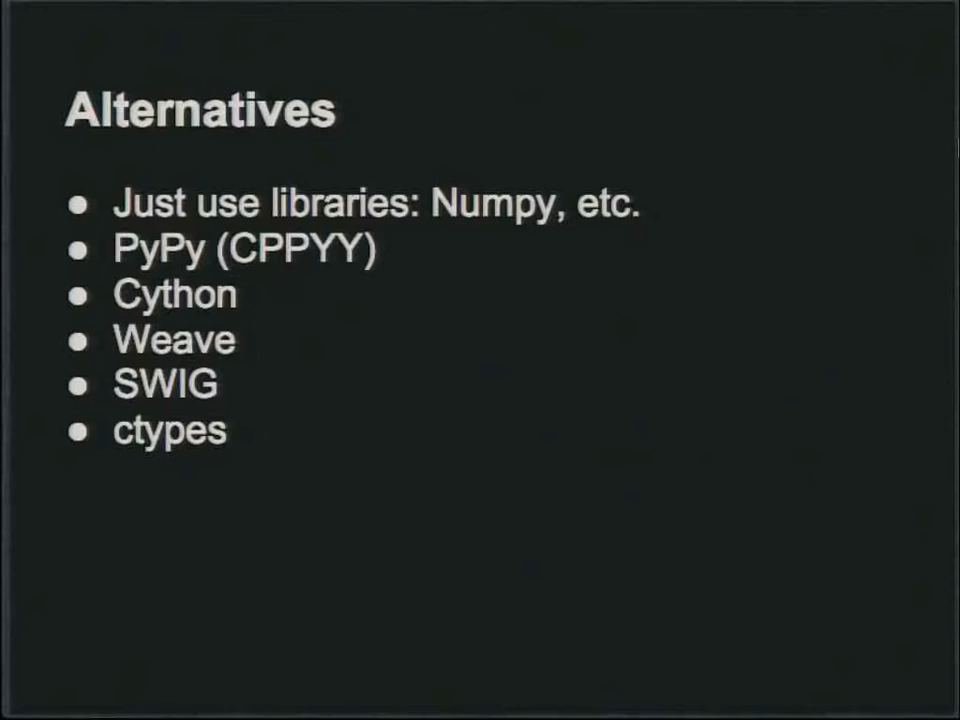 Alternatives
● Just use libraries: Numpy, etc.
● PyPy (CPPYY)
● Cython
● Weave
● SWIG
● ctypes